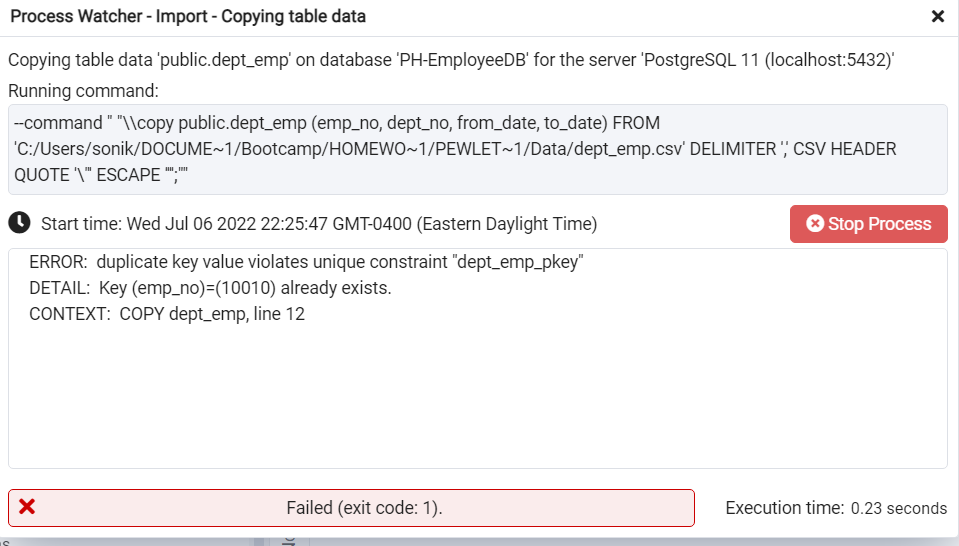 Process Watcher - Import - Copying table data
Copying table data 'public.dept_emp' on database 'PH-EmployeeDB' for the server 'PostgreSQL 11 (localhost:5432)'
Running command:
--command " "\\copy public.dept_emp (emp_no, dept_no, from_date, to_date) FROM
'C:/Users/sonik/DOCUME~1/Bootcamp/HOMEWO~1/PEWLET~1/Data/dept_emp.csv' DELIMITER ',' CSV HEADER
QUOTE '\"' ESCAPE '''';""
Start time: Wed Jul 06 2022 22:25:47 GMT-0400 (Eastern Daylight Time)
Stop Process
ERROR:  duplicate key value violates unique constraint "dept_emp_pkey"
DETAIL:  Key (emp_no)=(10010) already exists.
CONTEXT:  COPY dept_emp, line 12
Failed (exit code: 1).
Execution time: 0.23 seconds